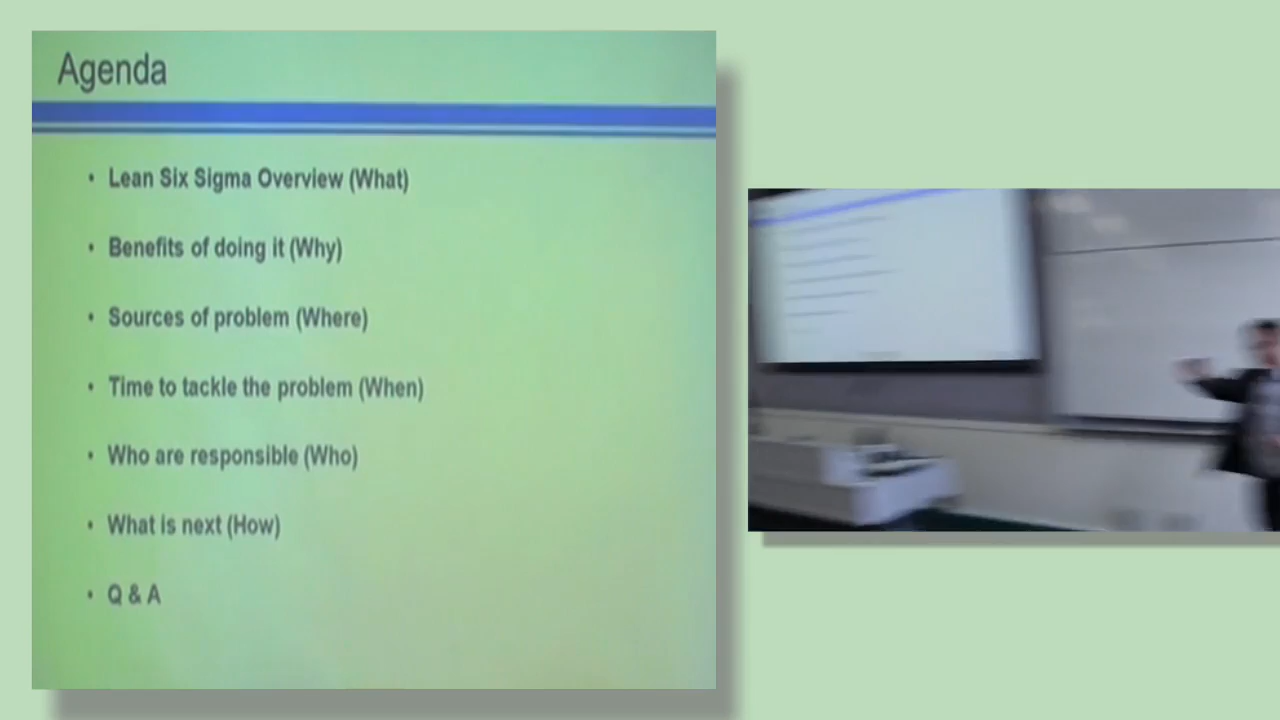 Agenda
• Lean Six Sigma Overview (What)
• Benefits of doing it (Why)
• Sources of problem (Where)
• Time to tackle the problem (When)
• Who are responsible (Who)
• What is next (How)
• Q & A